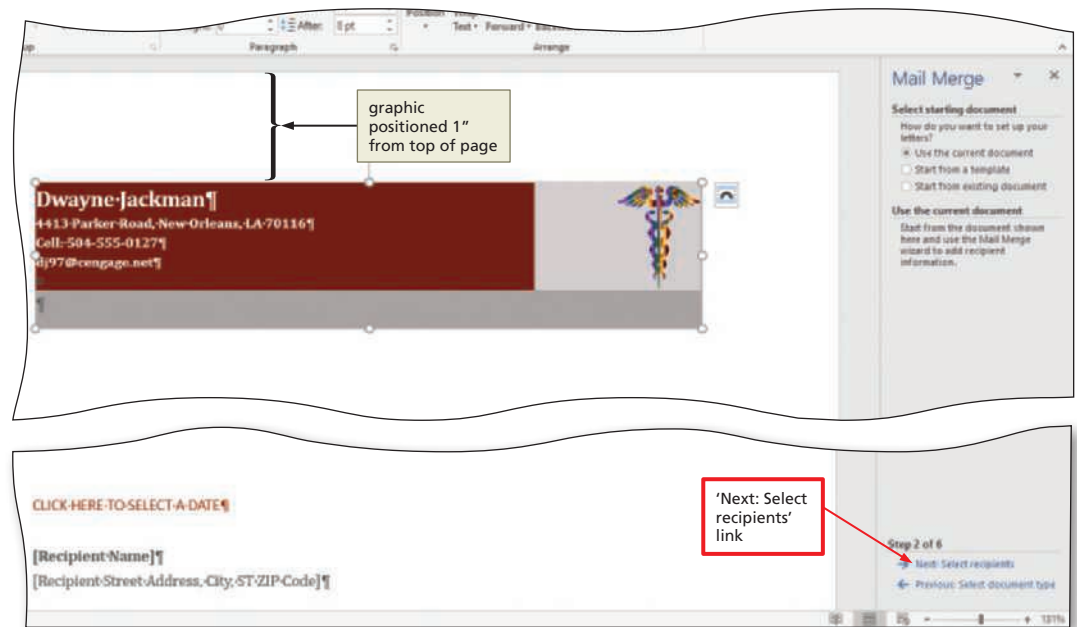 After:
Position
Text
Forward
Paragraph
Arrange
Mail Merge
graphic
positioned 1"
from top of page
Select starting document
How do you want to set up your
letters?
Use the current document
Start from a template
Start from existing document
Use the current document
Start from the document shown
here and use the Mail Merge
wizard to add recipient
information.
Dwayne·Jackman¶
4413·Parker·Road,·New·Orleans,·LA·70116¶
Cell:·504-555-0127¶
dj97@cengage.net¶
¶
CLICK·HERE·TO·SELECT·A·DATE¶
[Recipient·Name]¶
[Recipient·Street·Address,·City,·ST·ZIP·Code]¶
'Next: Select
recipients'
link
Step 2 of 6
Next: Select recipients
Previous: Select document type
131%